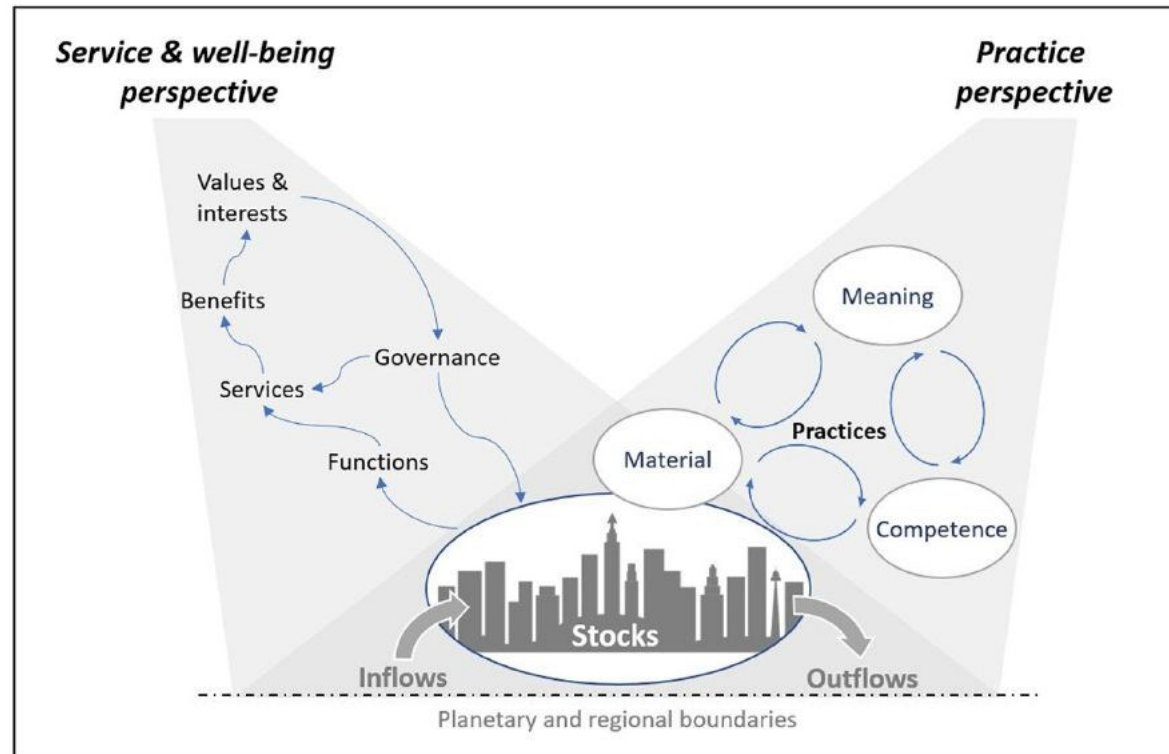 Service & well-being
perspective
Practice
perspective
Values &
interests
Benefits
Services
Governance
Functions
Meaning
Practices
Material
Competence
Stocks
Inflows
Outflows
Planetary and regional boundaries